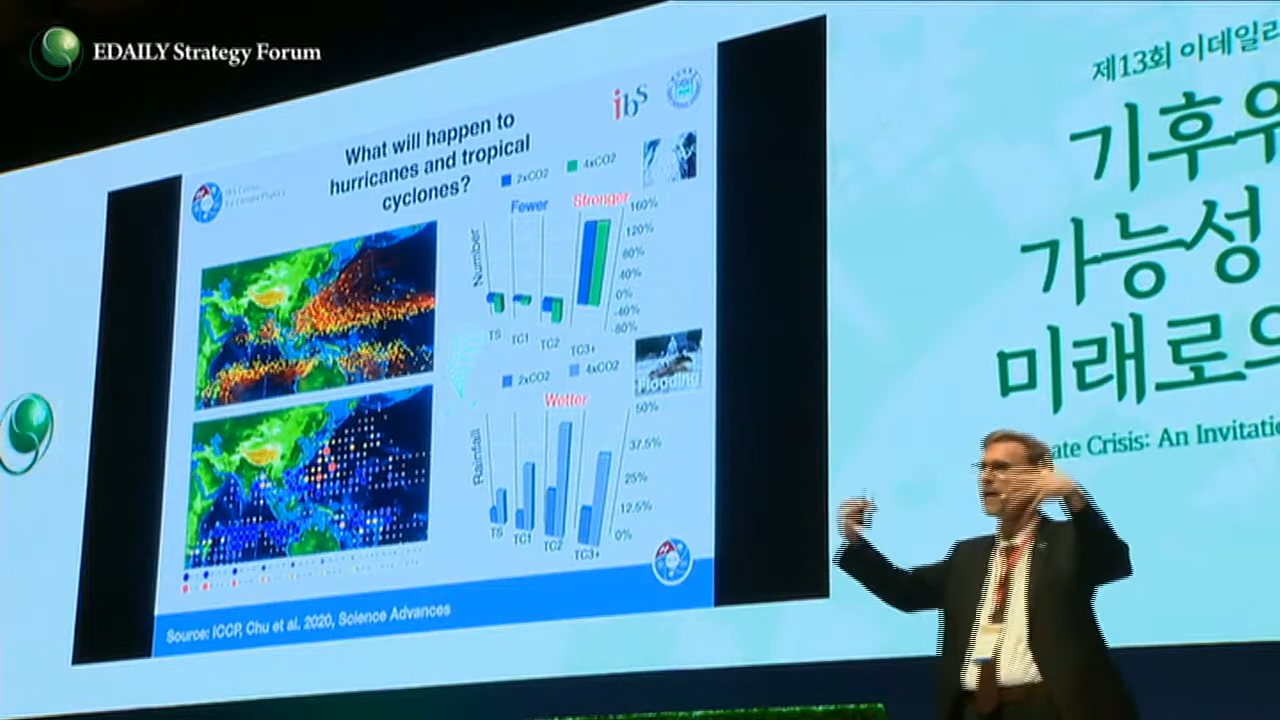 EDAILY Strategy Forum
ibS
What will happen to
hurricanes and tropical
cyclones?
2xCO2
4xCO2
Fewer
Stronger
160%
120%
80%
40%
0%
-40%
-80%
Number
TS
TC1
TC2
TC3+
2xCO2
4xCO2
Flooding
Wetter
50%
37.5%
25%
12.5%
0%
Rainfall
TS
TC1
TC2
TC3+
Source: ICCP, Chu et al. 2020, Science Advances
제13회 이데일리
기후위
가능성
미래로의
ate Crisis: An Invitatio